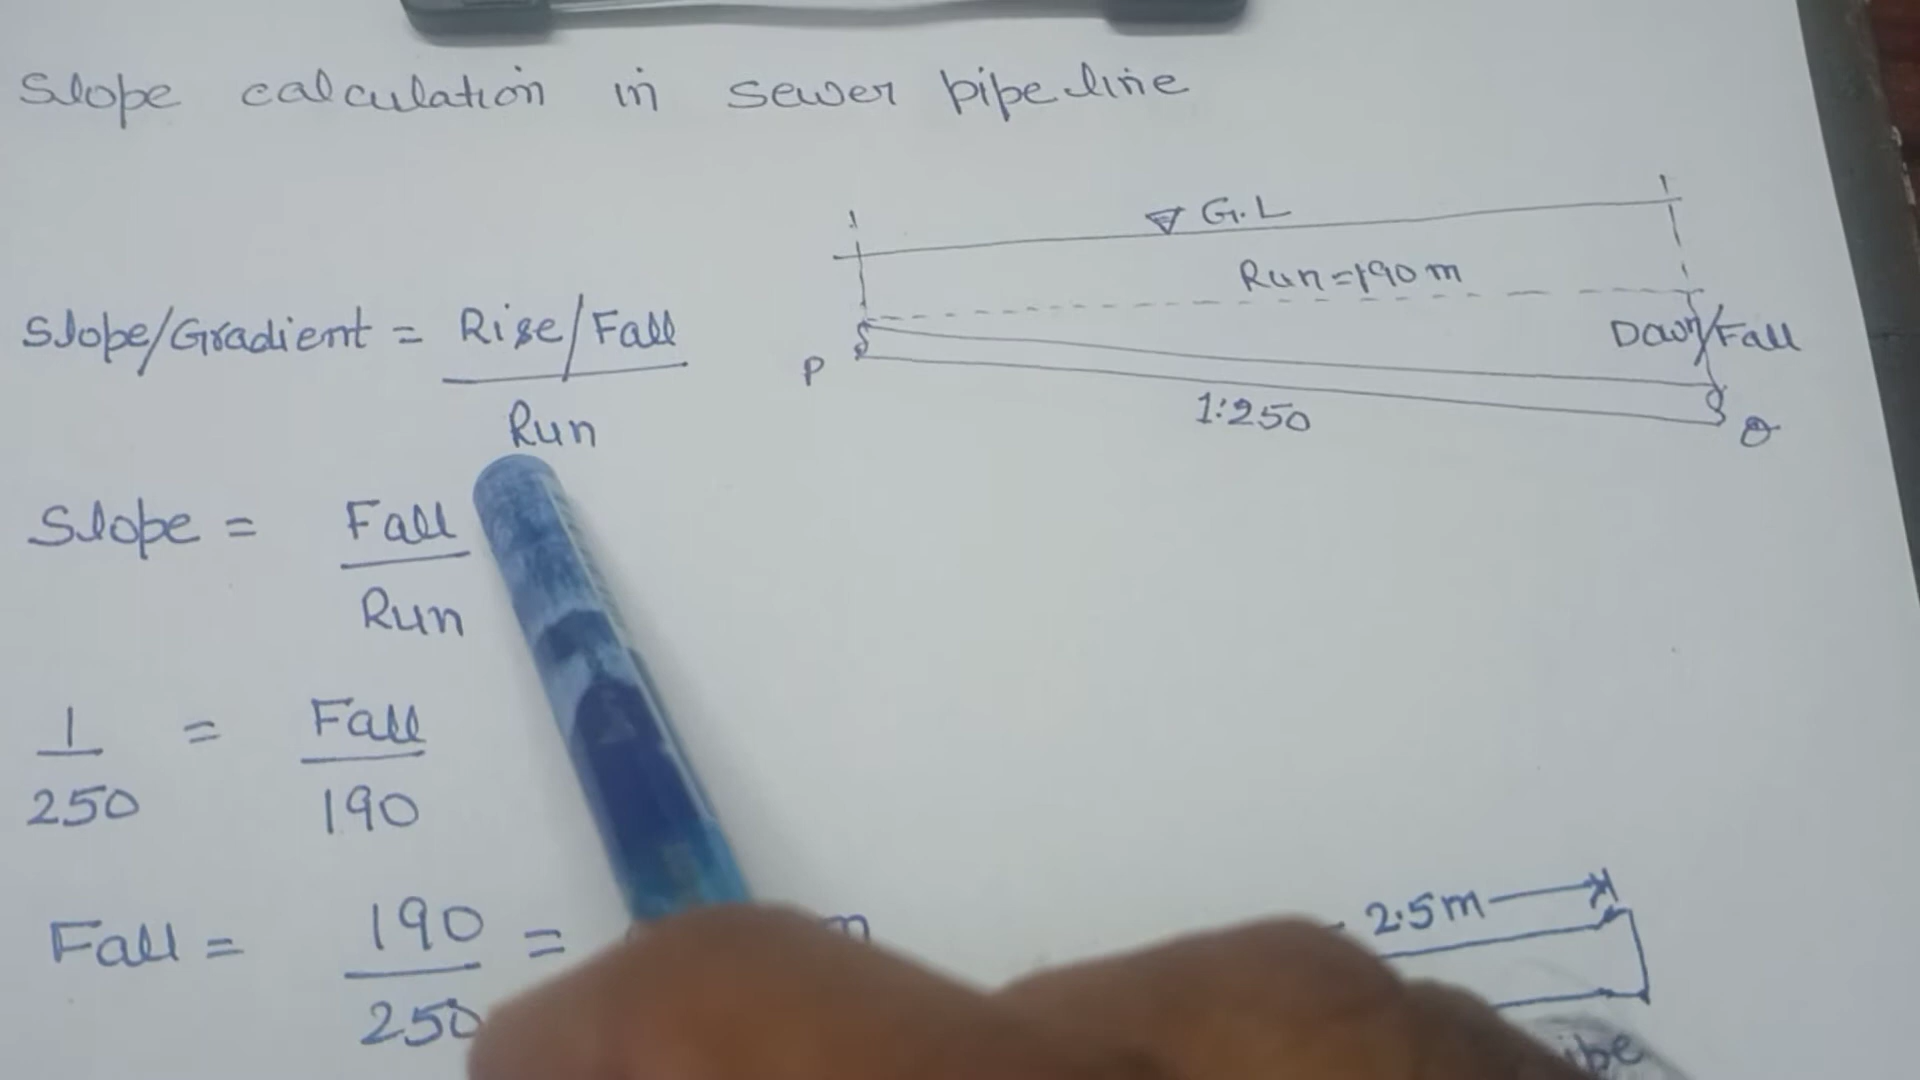 Slope calculation in sewer pipeline
G.L
Run=190m
Slope/Gradient = Rise/Fall
Run
Down/Fall
P
1:250
Q
Slope = Fall
Run
1 = Fall
250 190
Fall = 190 =
250
m
2.5m